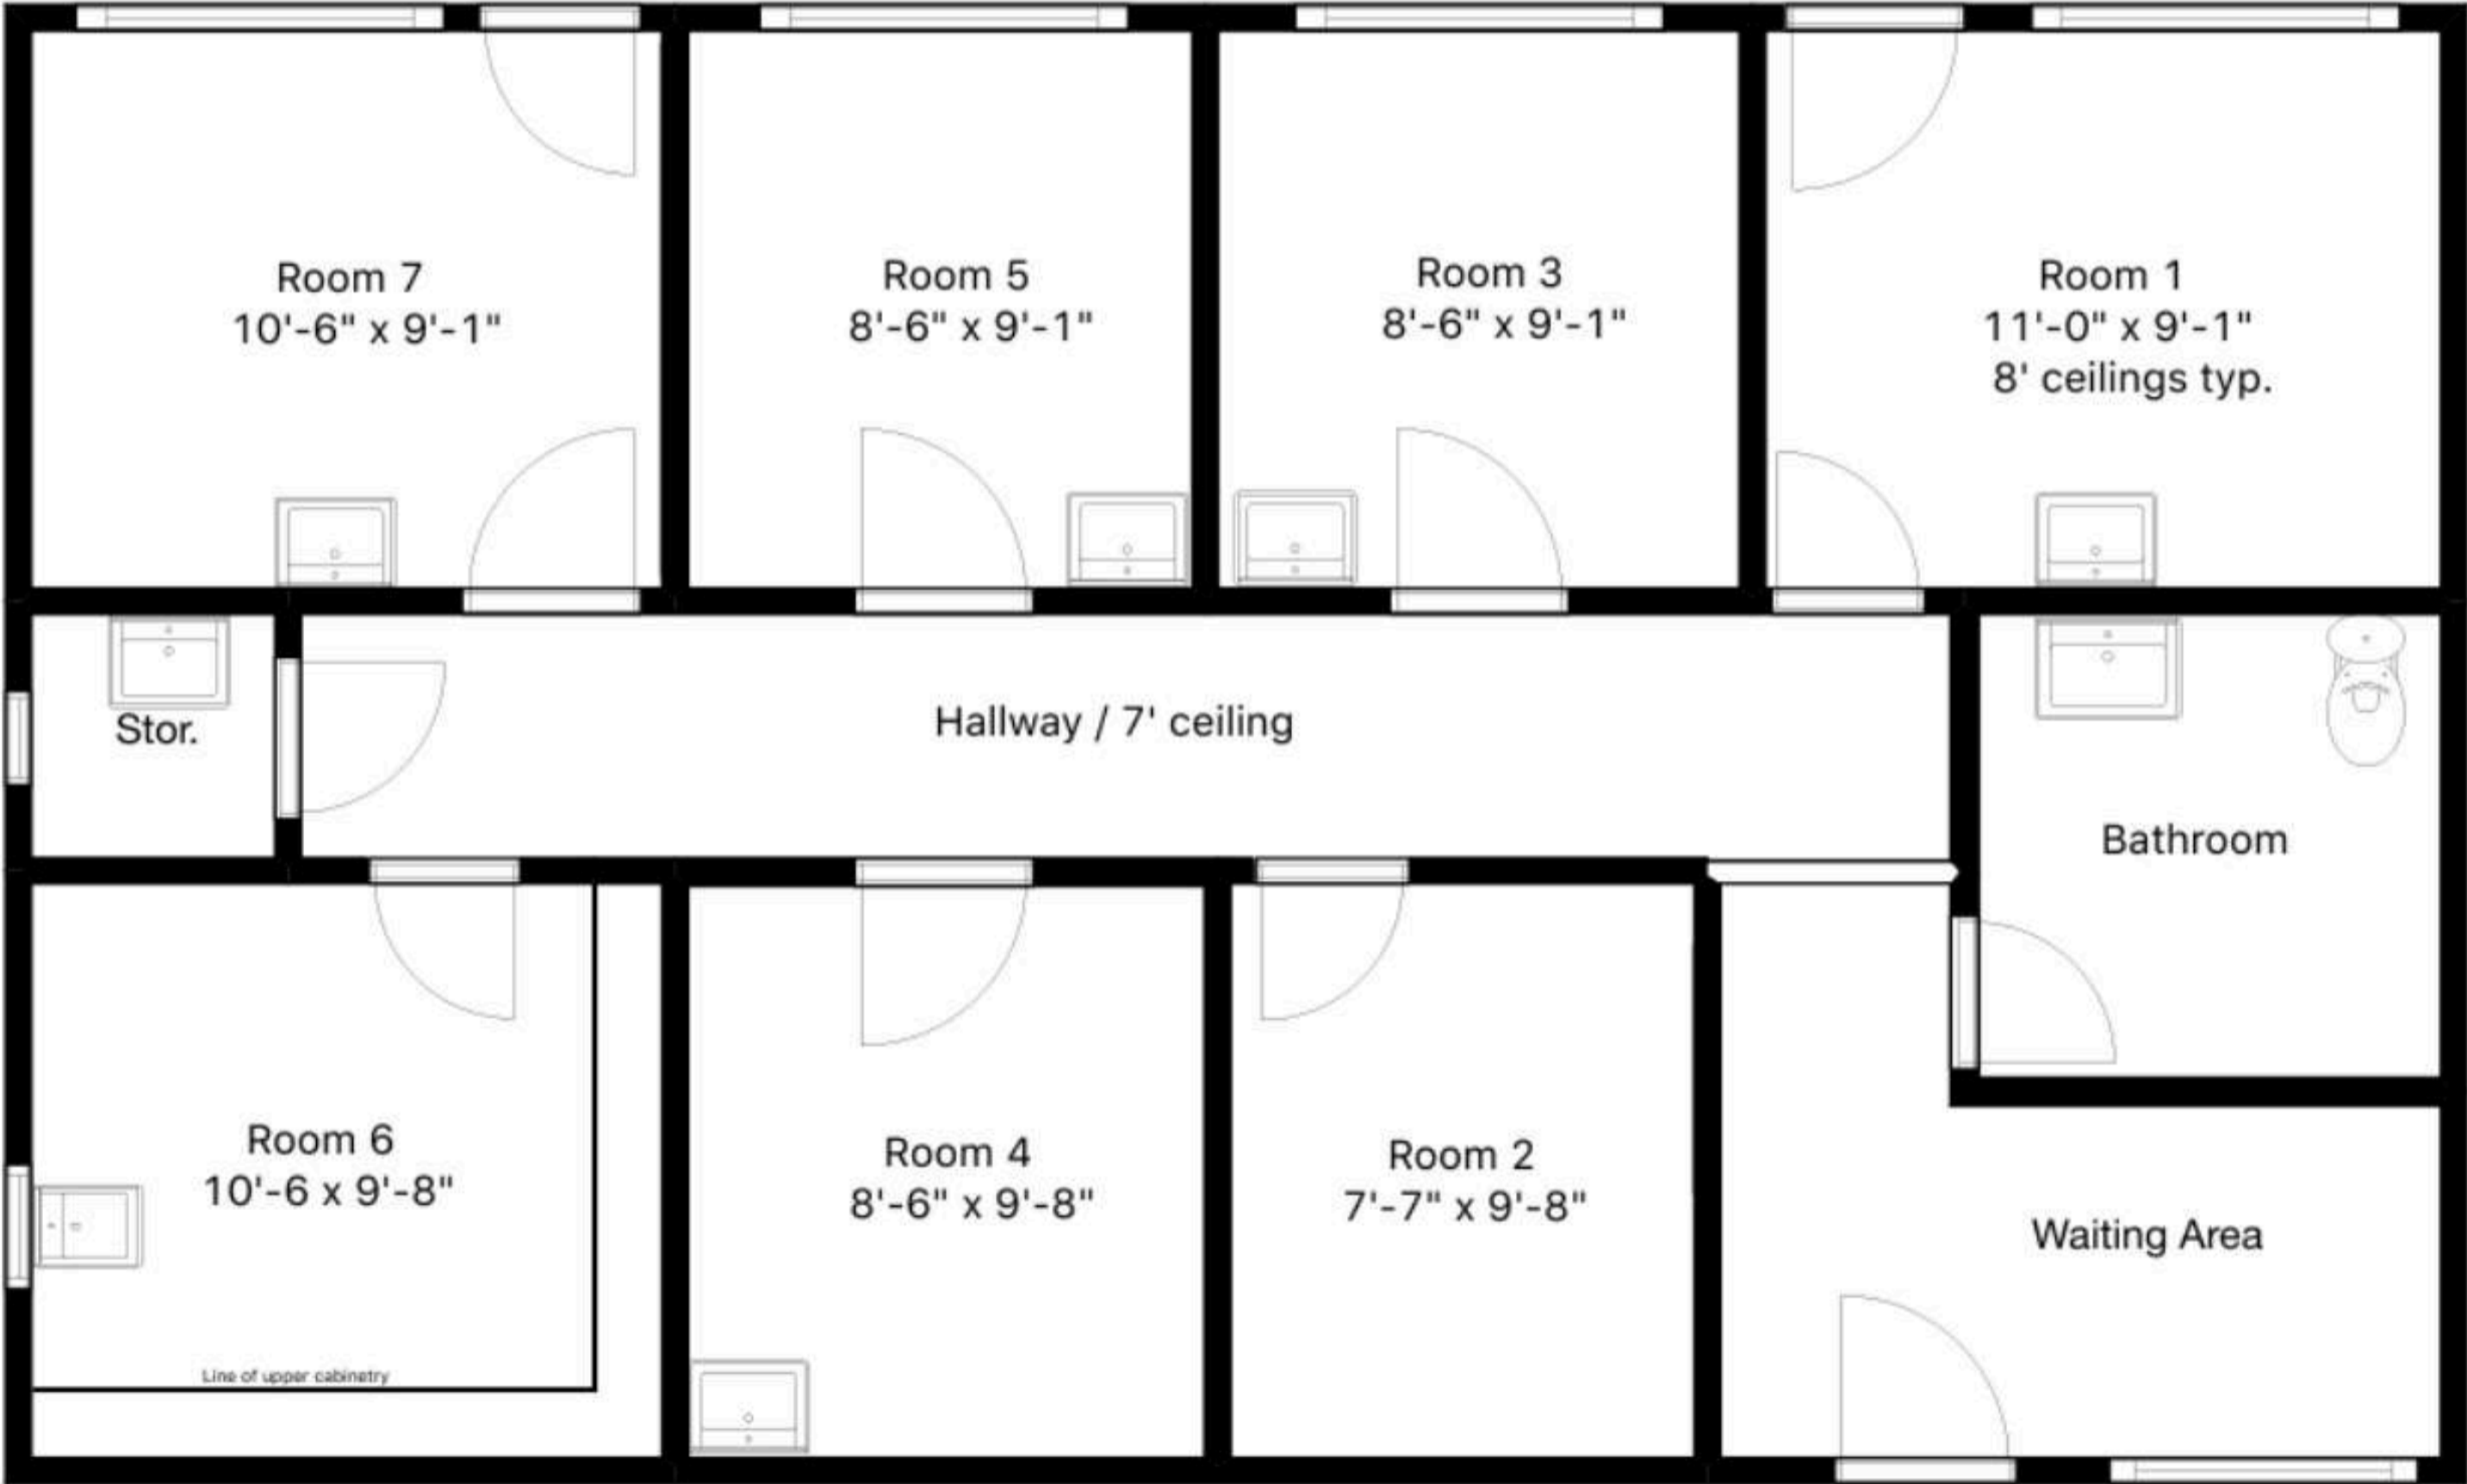 Room 7
10'-6" x 9'-1"
Room 5
8'-6" x 9'-1"
Room 3
8'-6" x 9'-1"
Room 1
11'-0" x 9'-1"
8' ceilings typ.
Stor.
Hallway / 7' ceiling
Bathroom
Room 6
10'-6 x 9'-8"
Line of upper cabinetry
Room 4
8'-6" x 9'-8"
Room 2
7'-7" x 9'-8"
Waiting Area